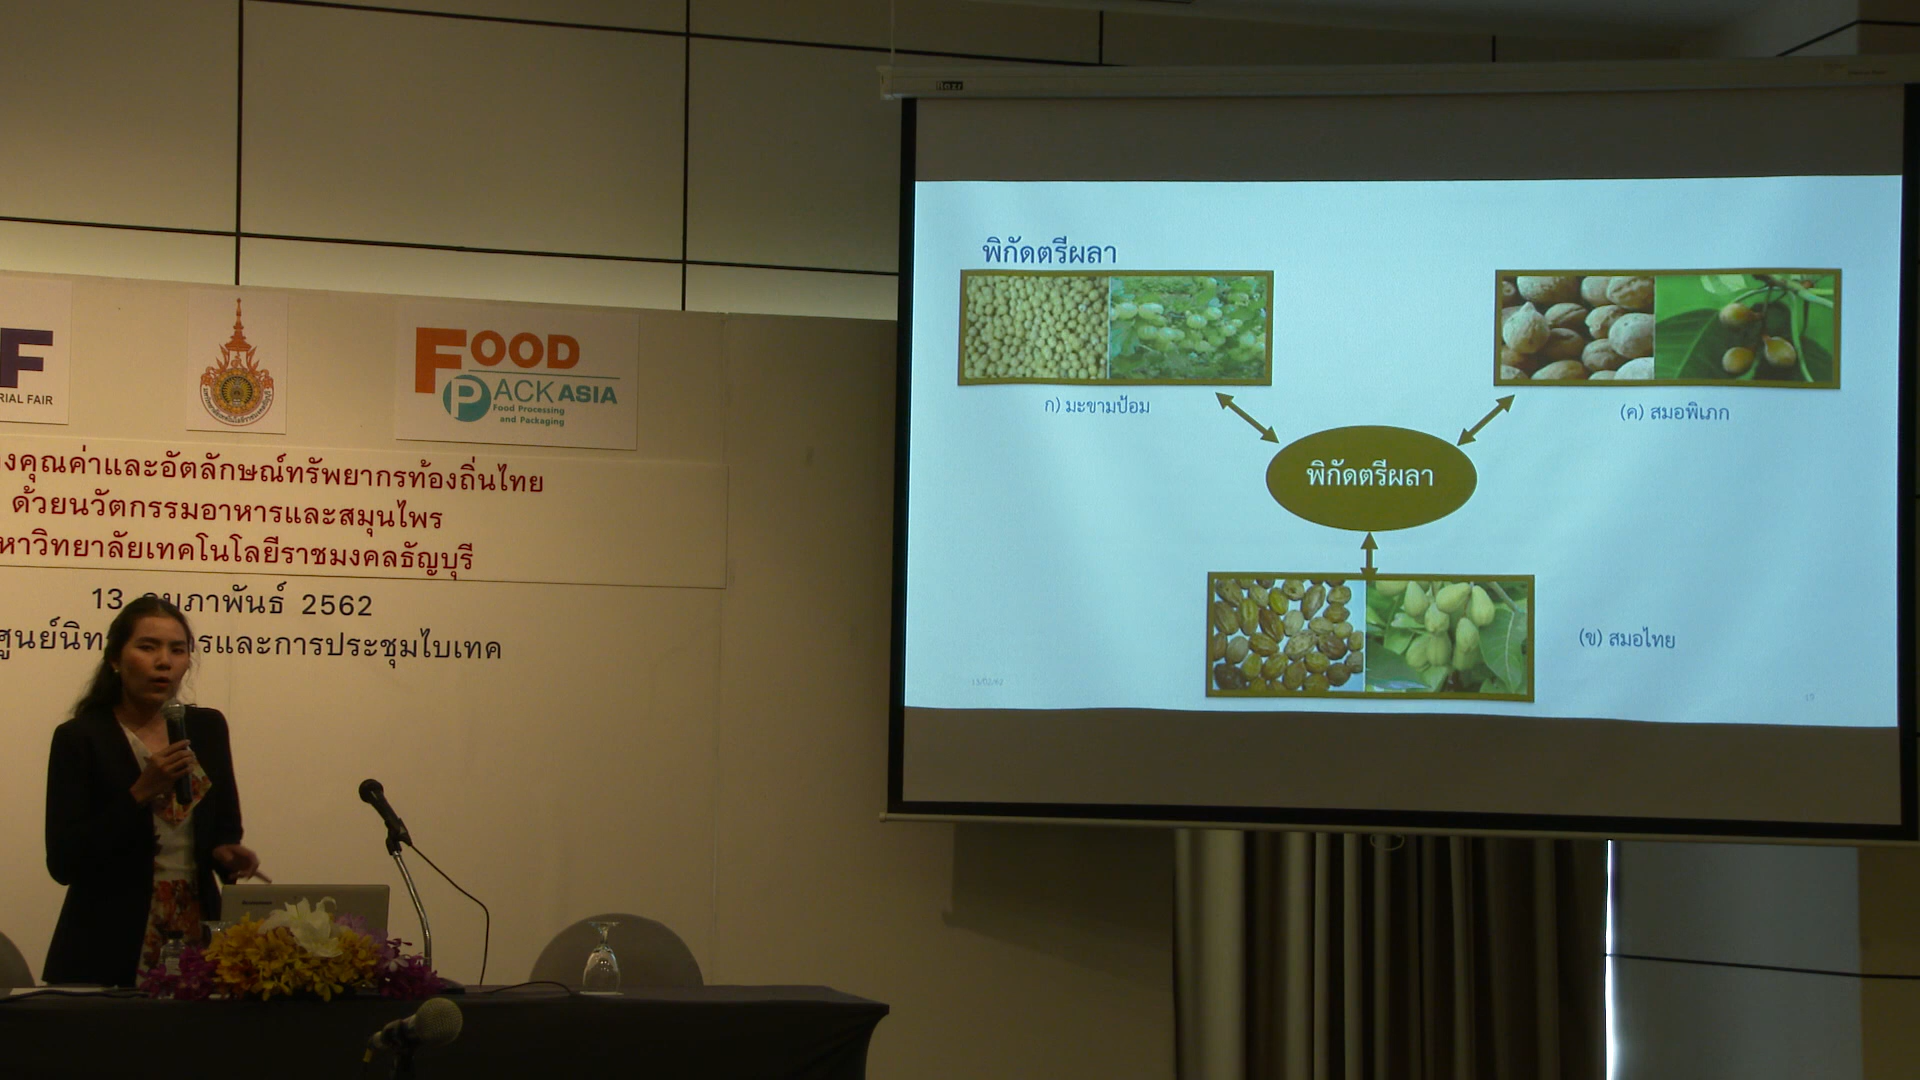 F
RIAL FAIR
FOOD
PACK ASIA
Food Processing
and Packaging
งคุณค่าและอัตลักษณ์ทรัพยากรท้องถิ่นไทย
ด้วยนวัตกรรมอาหารและสมุนไพร
หาวิทยาลัยเทคโนโลยีราชมงคลธัญบุรี
13 กุมภาพันธ์ 2562
ศูนย์นิท รและการประชุมไบเทค
พิกัดตรีผลา
ก) มะขามป้อม
(ค) สมอพิเภก
พิกัดตรีผลา
(ข) สมอไทย
13/02/62
15